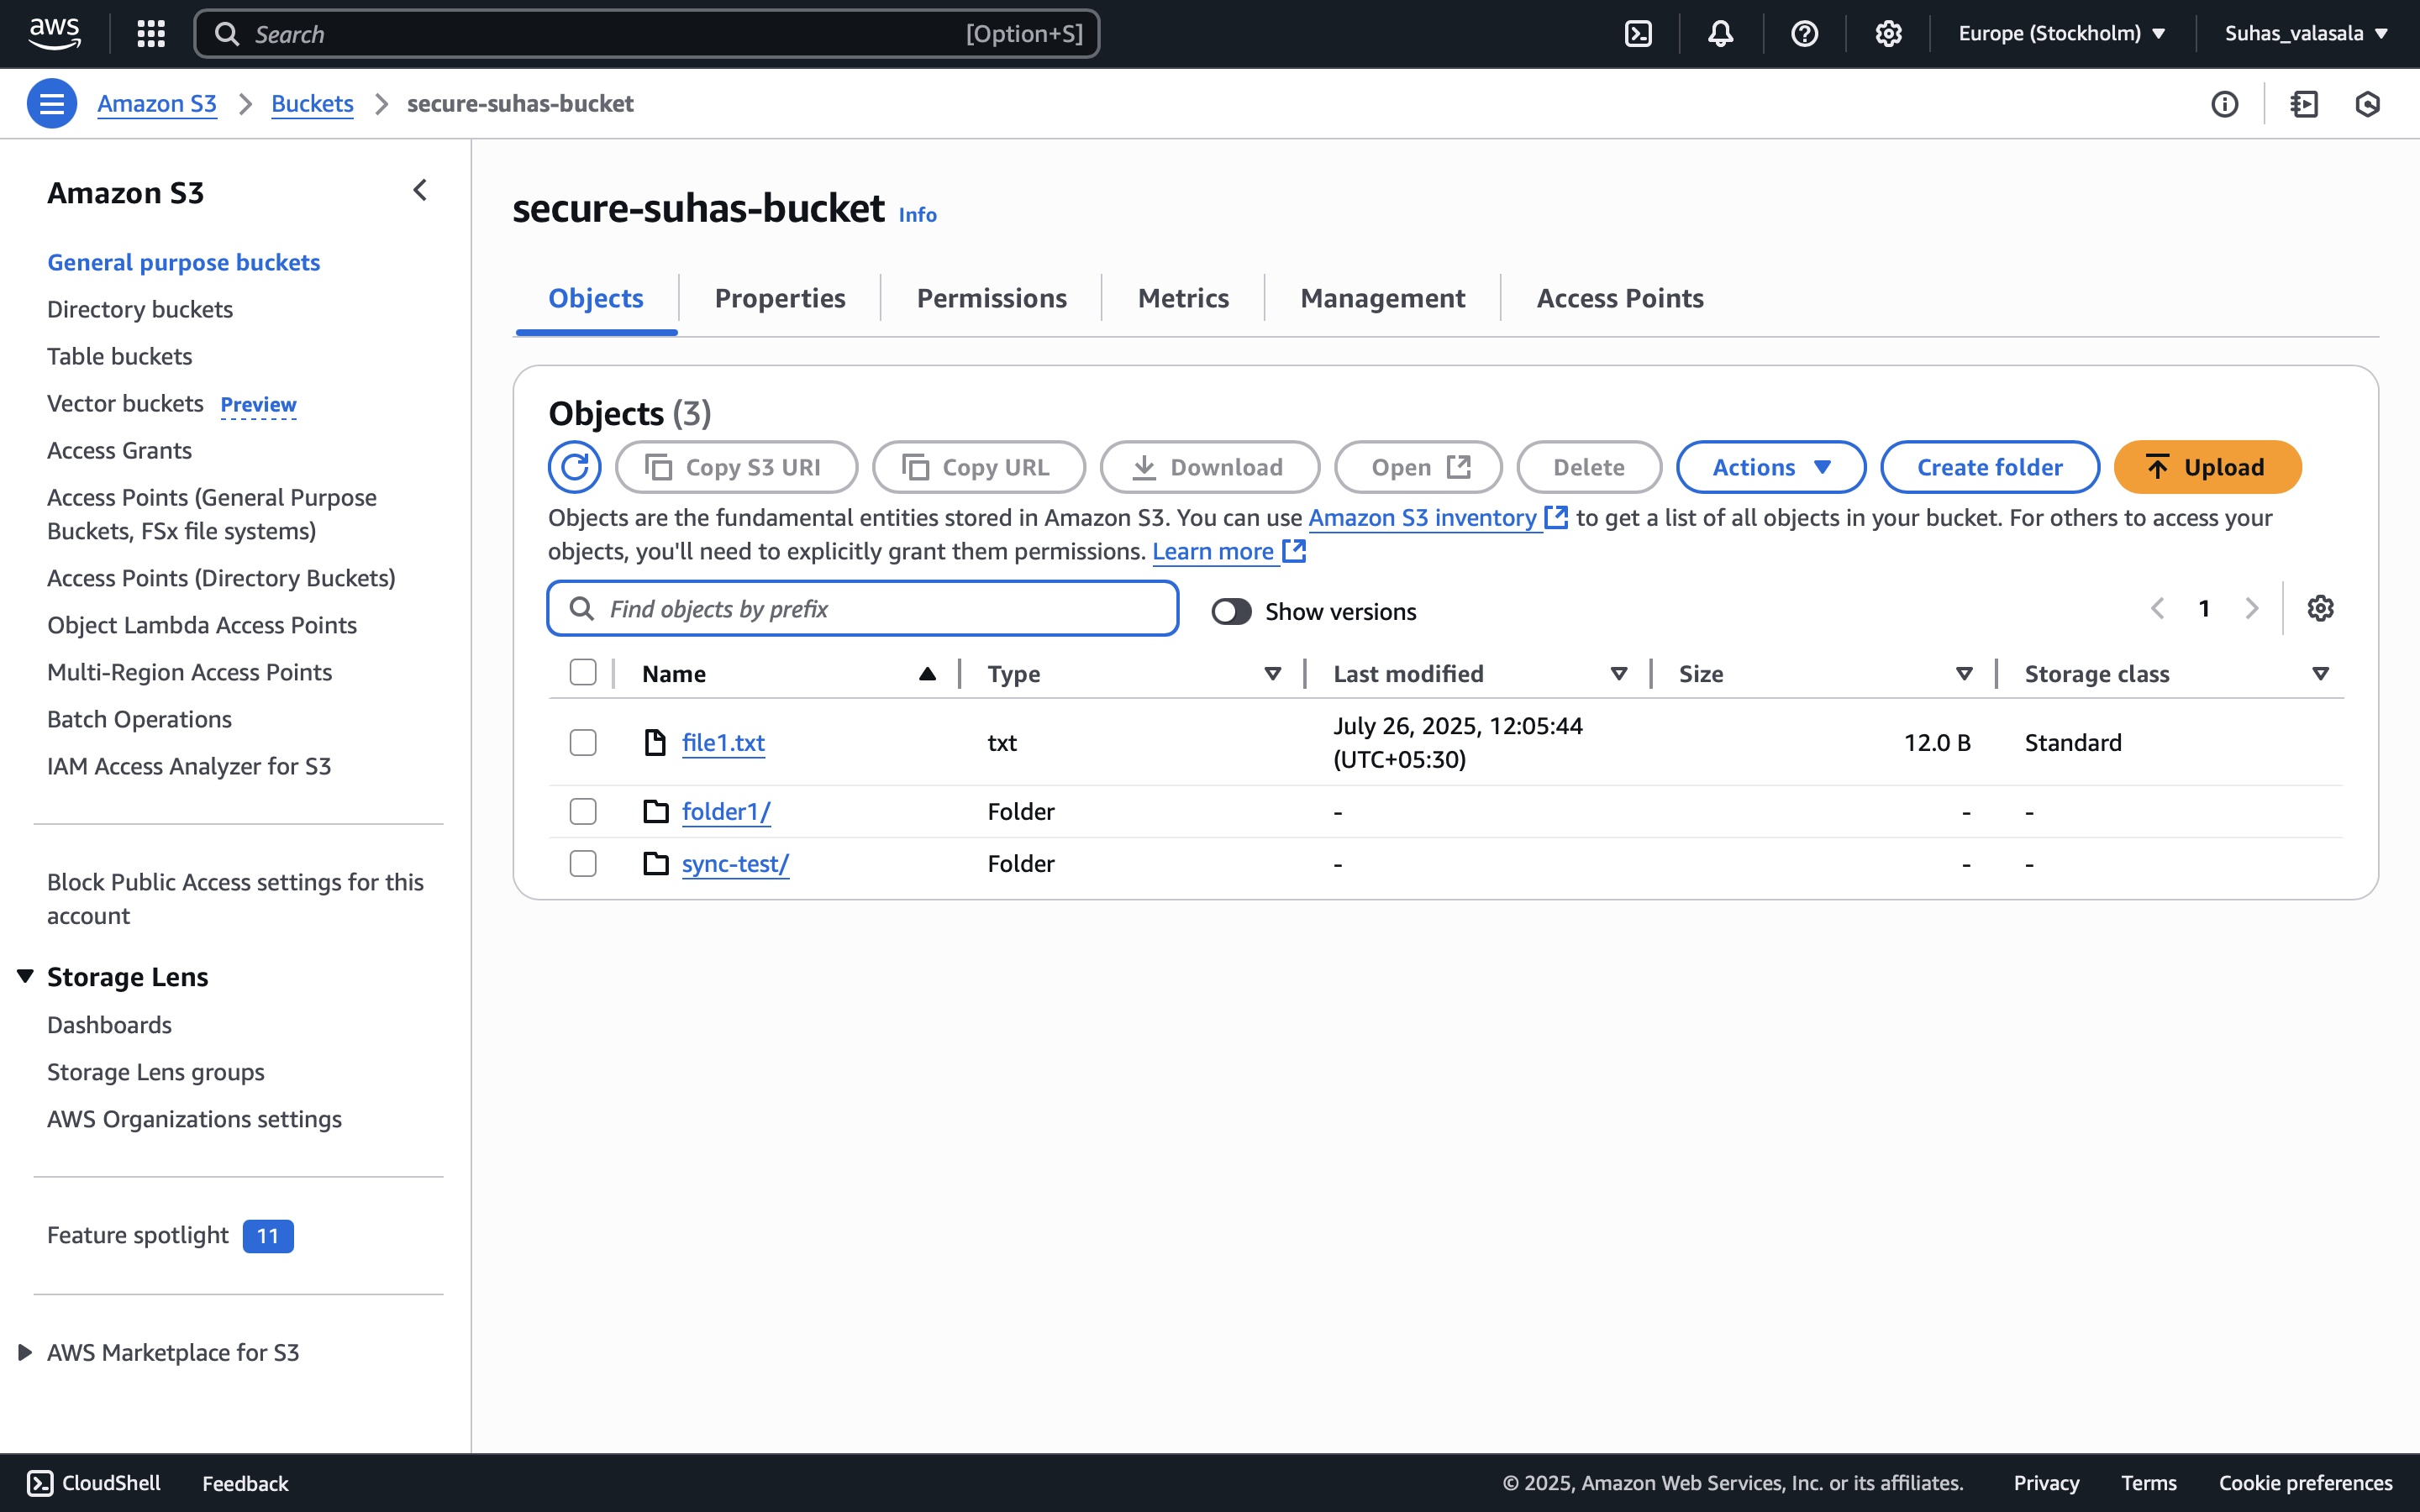 aws
Search [Option+S] Europe (Stockholm) Suhas_valasala
Amazon S3 Buckets secure-suhas-bucket
Amazon S3
General purpose buckets
Directory buckets
Table buckets
Vector buckets Preview
Access Grants
Access Points (General Purpose
Buckets, FSx file systems)
Access Points (Directory Buckets)
Object Lambda Access Points
Multi-Region Access Points
Batch Operations
IAM Access Analyzer for S3
Block Public Access settings for this
account
Storage Lens
Dashboards
Storage Lens groups
AWS Organizations settings
Feature spotlight 11
AWS Marketplace for S3
secure-suhas-bucket Info
Objects Properties Permissions Metrics Management Access Points
Objects (3)
Copy S3 URI Copy URL Download Open Delete Actions Create folder Upload
Objects are the fundamental entities stored in Amazon S3. You can use Amazon S3 inventory to get a list of all objects in your bucket. For others to access your
objects, you'll need to explicitly grant them permissions. Learn more
Find objects by prefix Show versions 1
Name Type Last modified Size Storage class
file1.txt txt July 26, 2025, 12:05:44 12.0 B Standard
(UTC+05:30)
folder1/ Folder - - -
sync-test/ Folder - - -
CloudShell Feedback © 2025, Amazon Web Services, Inc. or its affiliates. Privacy Terms Cookie preferences